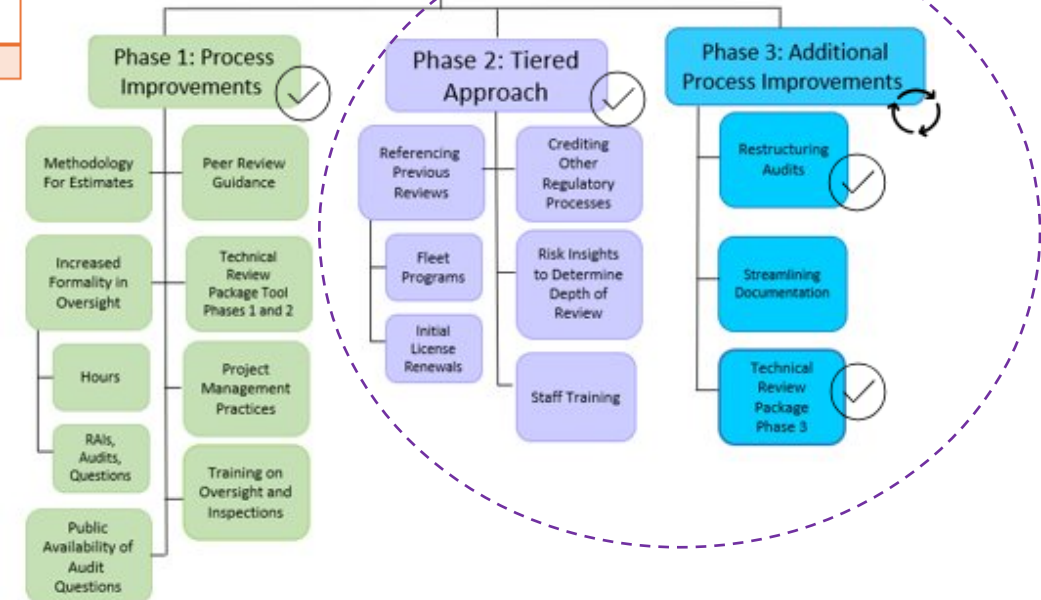 Phase 1: Process
Improvements
Methodology
For Estimates
Peer Review
Guidance
Increased
Formality in
Oversight
Technical
Review
Package Tool
Phases 1 and 2
Hours
Project
Management
Practices
RAIs,
Audits,
Questions
Training on
Oversight and
Inspections
Public
Availability of
Audit
Questions
Phase 2: Tiered
Approach
Referencing
Previous
Reviews
Crediting
Other
Regulatory
Processes
Fleet
Programs
Risk Insights
to Determine
Depth of
Review
Initial
License
Renewals
Staff Training
Phase 3: Additional
Process Improvements
Restructuring
Audits
Streamlining
Documentation
Technical
Review
Package
Phase 3